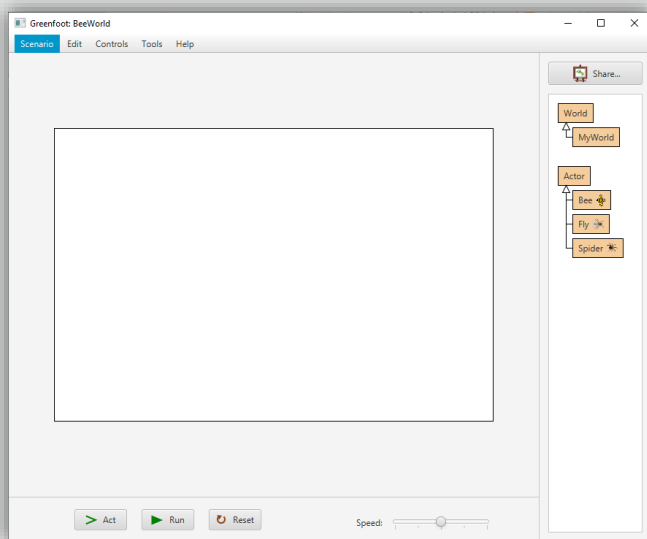 Greenfoot: BeeWorld
Scenario Edit Controls Tools Help
Share...
World
MyWorld
Actor
Bee
Fly
Spider
Act Run Reset Speed: